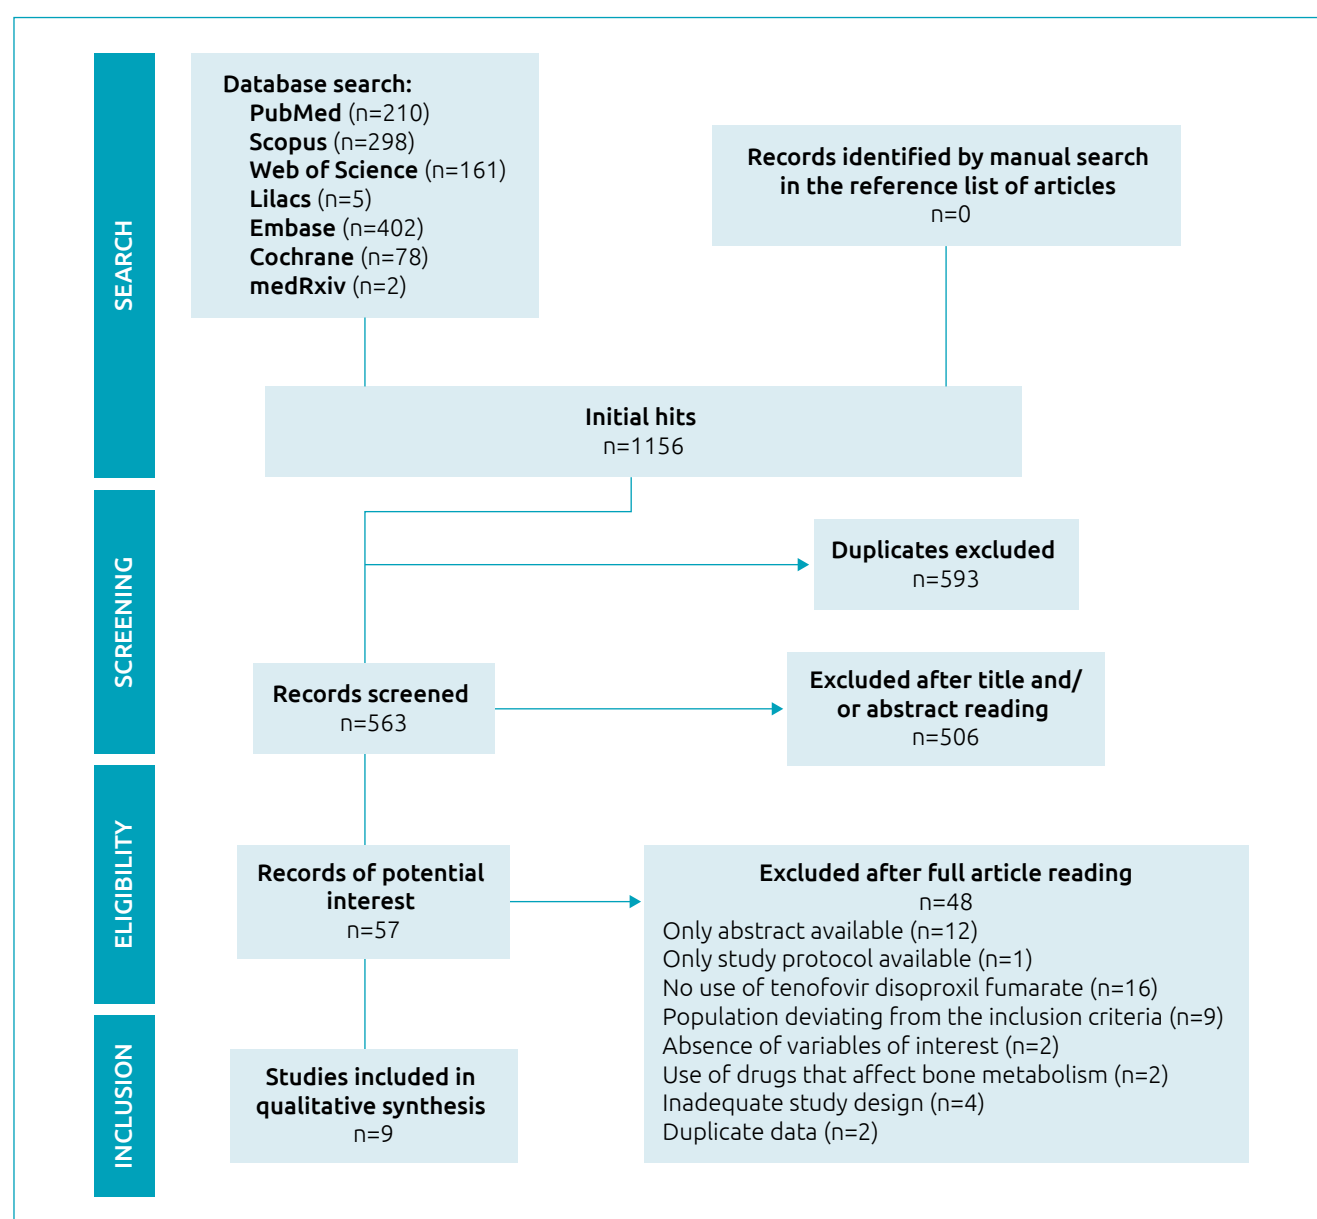 SEARCH
Database search:
PubMed (n=210)
Scopus (n=298)
Web of Science (n=161)
Lilacs (n=5)
Embase (n=402)
Cochrane (n=78)
medRxiv (n=2)
Records identified by manual search
in the reference list of articles
n=0
Initial hits
n=1156
SCREENING
Duplicates excluded
n=593
Records screened
n=563
Excluded after title and/
or abstract reading
n=506
ELIGIBILITY
Records of potential
interest
n=57
Excluded after full article reading
n=48
Only abstract available (n=12)
Only study protocol available (n=1)
No use of tenofovir disoproxil fumarate (n=16)
Population deviating from the inclusion criteria (n=9)
Absence of variables of interest (n=2)
Use of drugs that affect bone metabolism (n=2)
Inadequate study design (n=4)
Duplicate data (n=2)
INCLUSION
Studies included in
qualitative synthesis
n=9